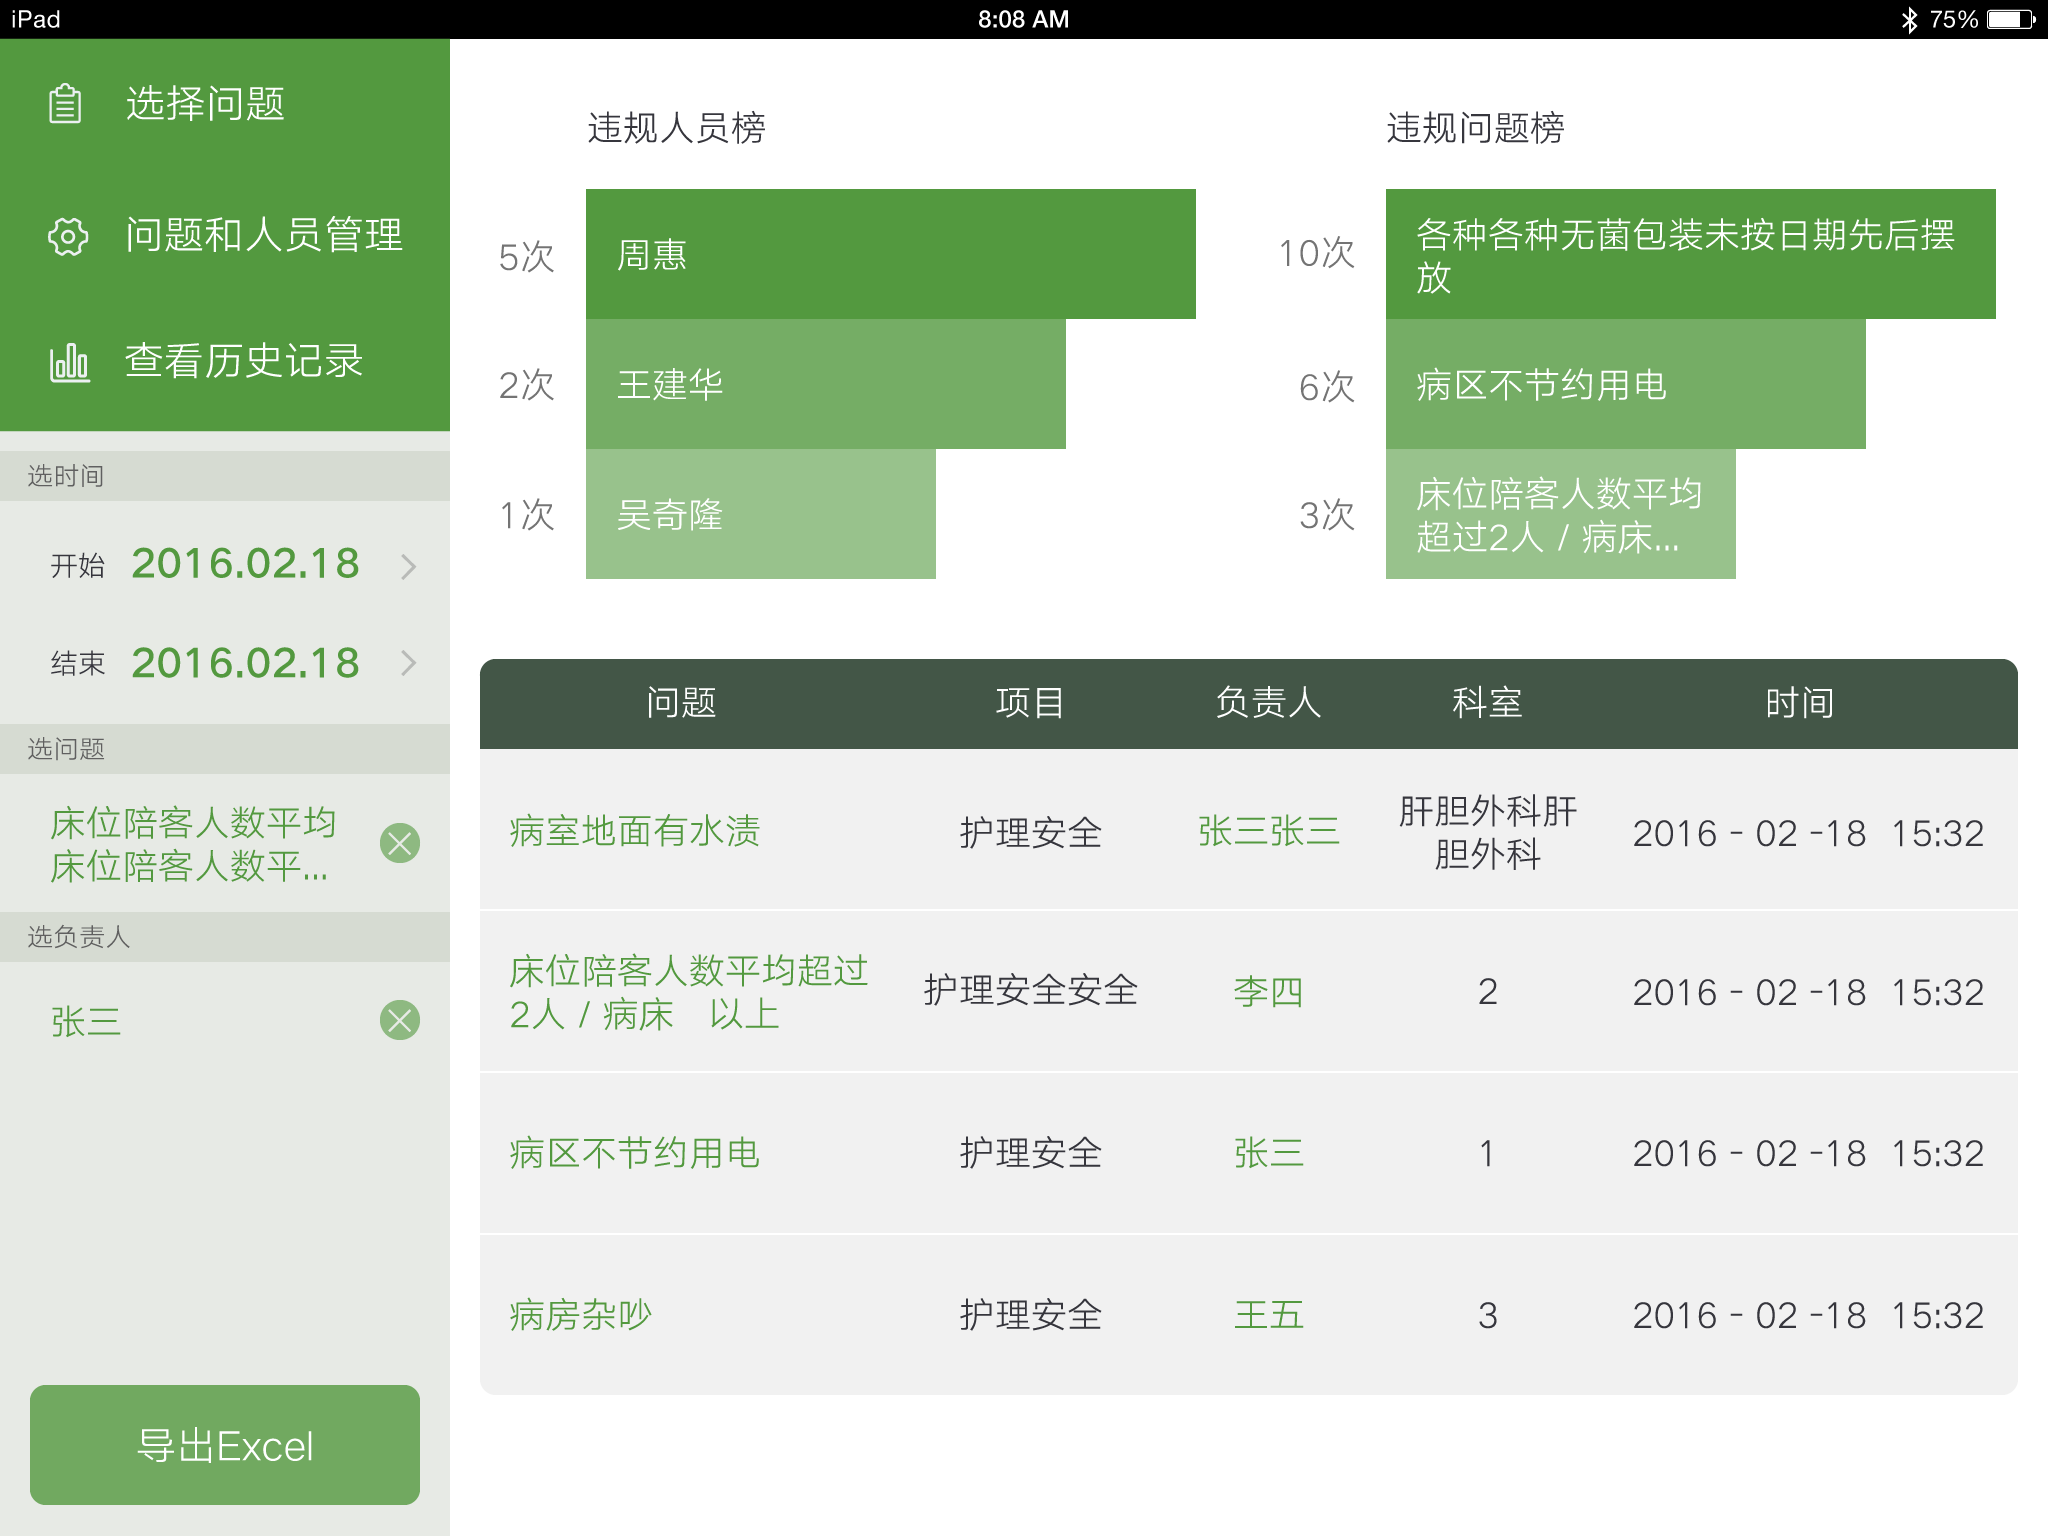 iPad
8:08 AM
75%
选择问题
问题和人员管理
查看历史记录
选时间
开始 2016.02.18
结束 2016.02.18
选问题
床位陪客人数平均
床位陪客人数平...
选负责人
张三
导出Excel
违规人员榜
5次 周惠
2次 王建华
1次 吴奇隆
违规问题榜
10次 各种各种无菌包装未按日期先后摆
放
6次 病区不节约用电
3次 床位陪客人数平均
超过2人 / 病床...
问题 项目 负责人 科室 时间
病室地面有水渍 护理安全 张三张三 肝胆外科肝
胆外科 2016 - 02 -18 15:32
床位陪客人数平均超过
2人 / 病床 以上 护理安全安全 李四 2 2016 - 02 -18 15:32
病区不节约用电 护理安全 张三 1 2016 - 02 -18 15:32
病房杂吵 护理安全 王五 3 2016 - 02 -18 15:32